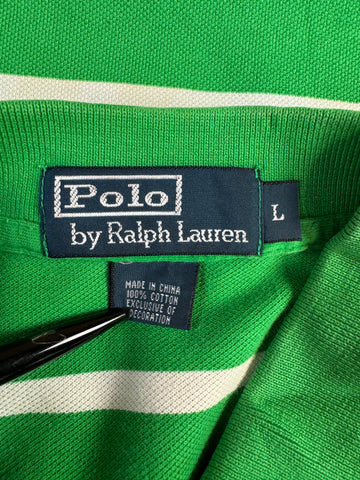 Polo
by Ralph Lauren
L
MADE IN CHINA
100% COTTON
EXCLUSIVE OF
DECORATION